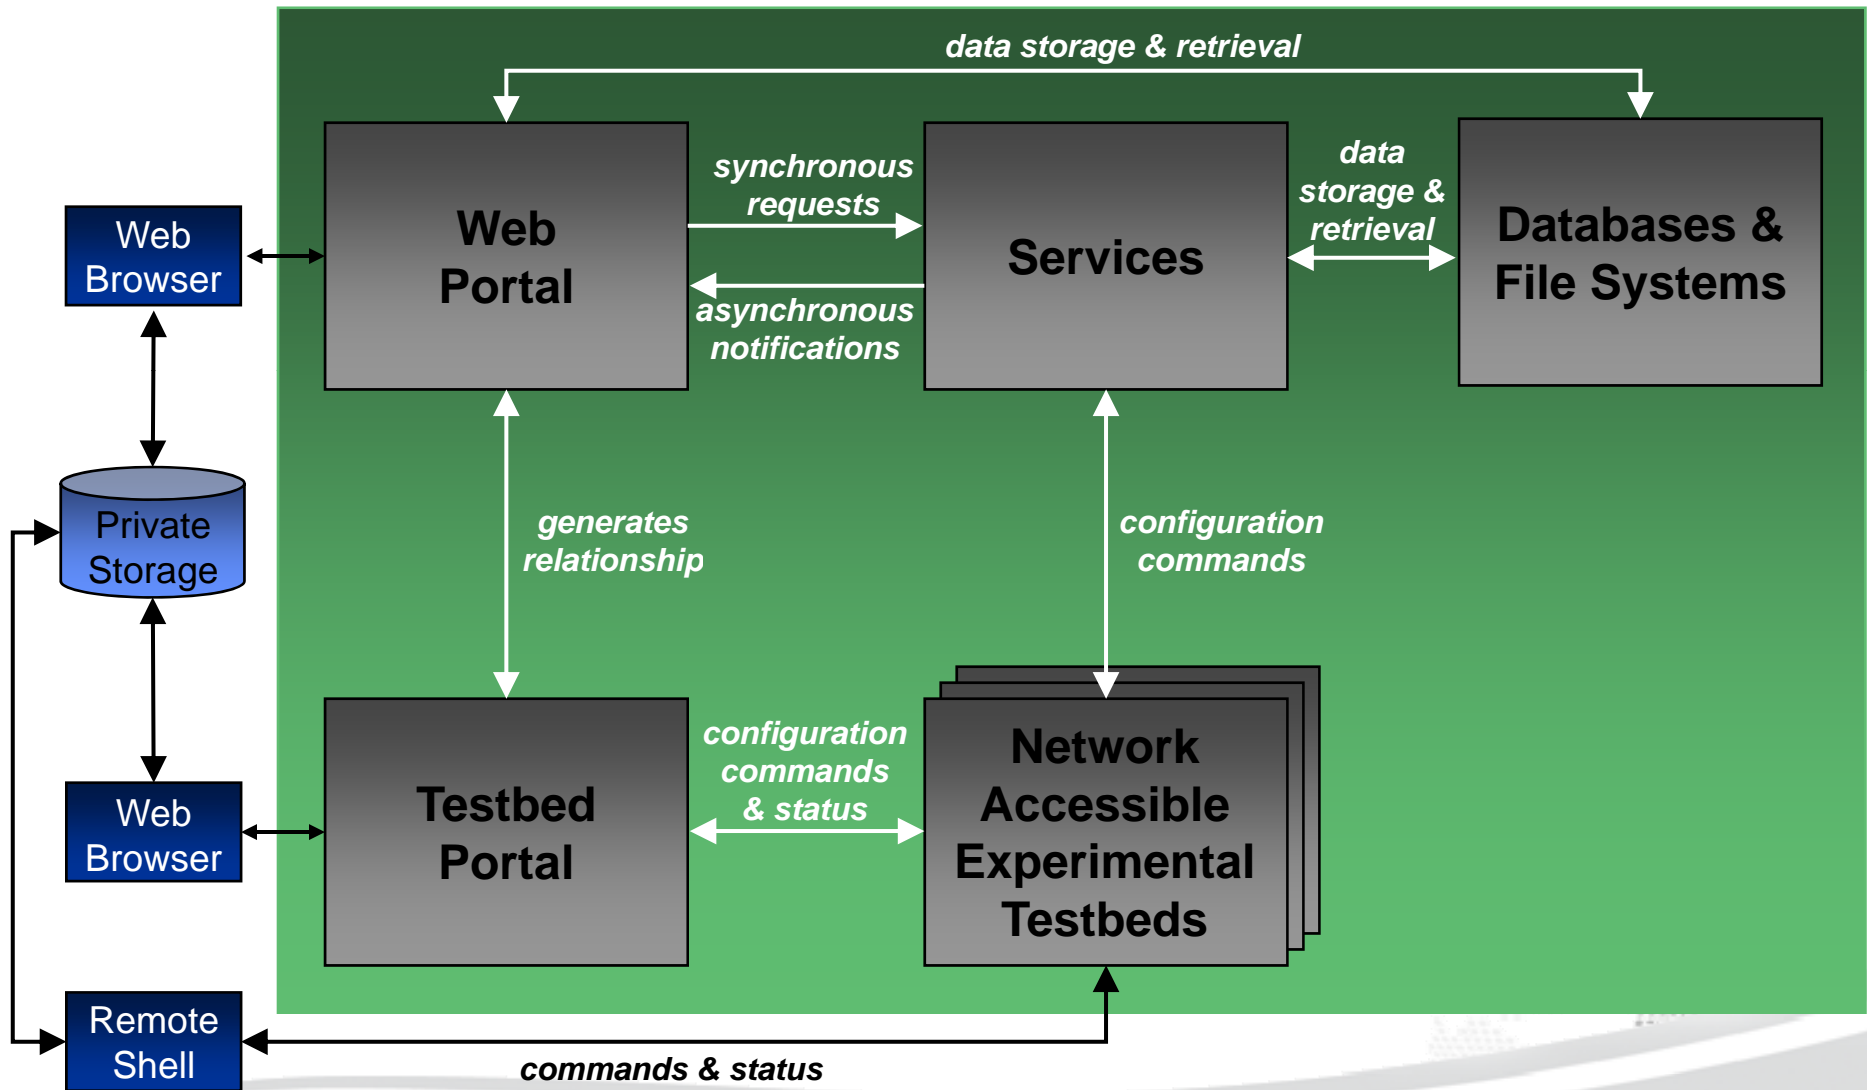 data storage & retrieval
synchronous
requests
data
storage &
retrieval
Web
Browser
Web
Portal
Services
Databases &
File Systems
asynchronous
notifications
Private
Storage
generates
relationship
configuration
commands
Web
Browser
Testbed
Portal
configuration
commands
& status
Network
Accessible
Experimental
Testbeds
Remote
Shell
commands & status